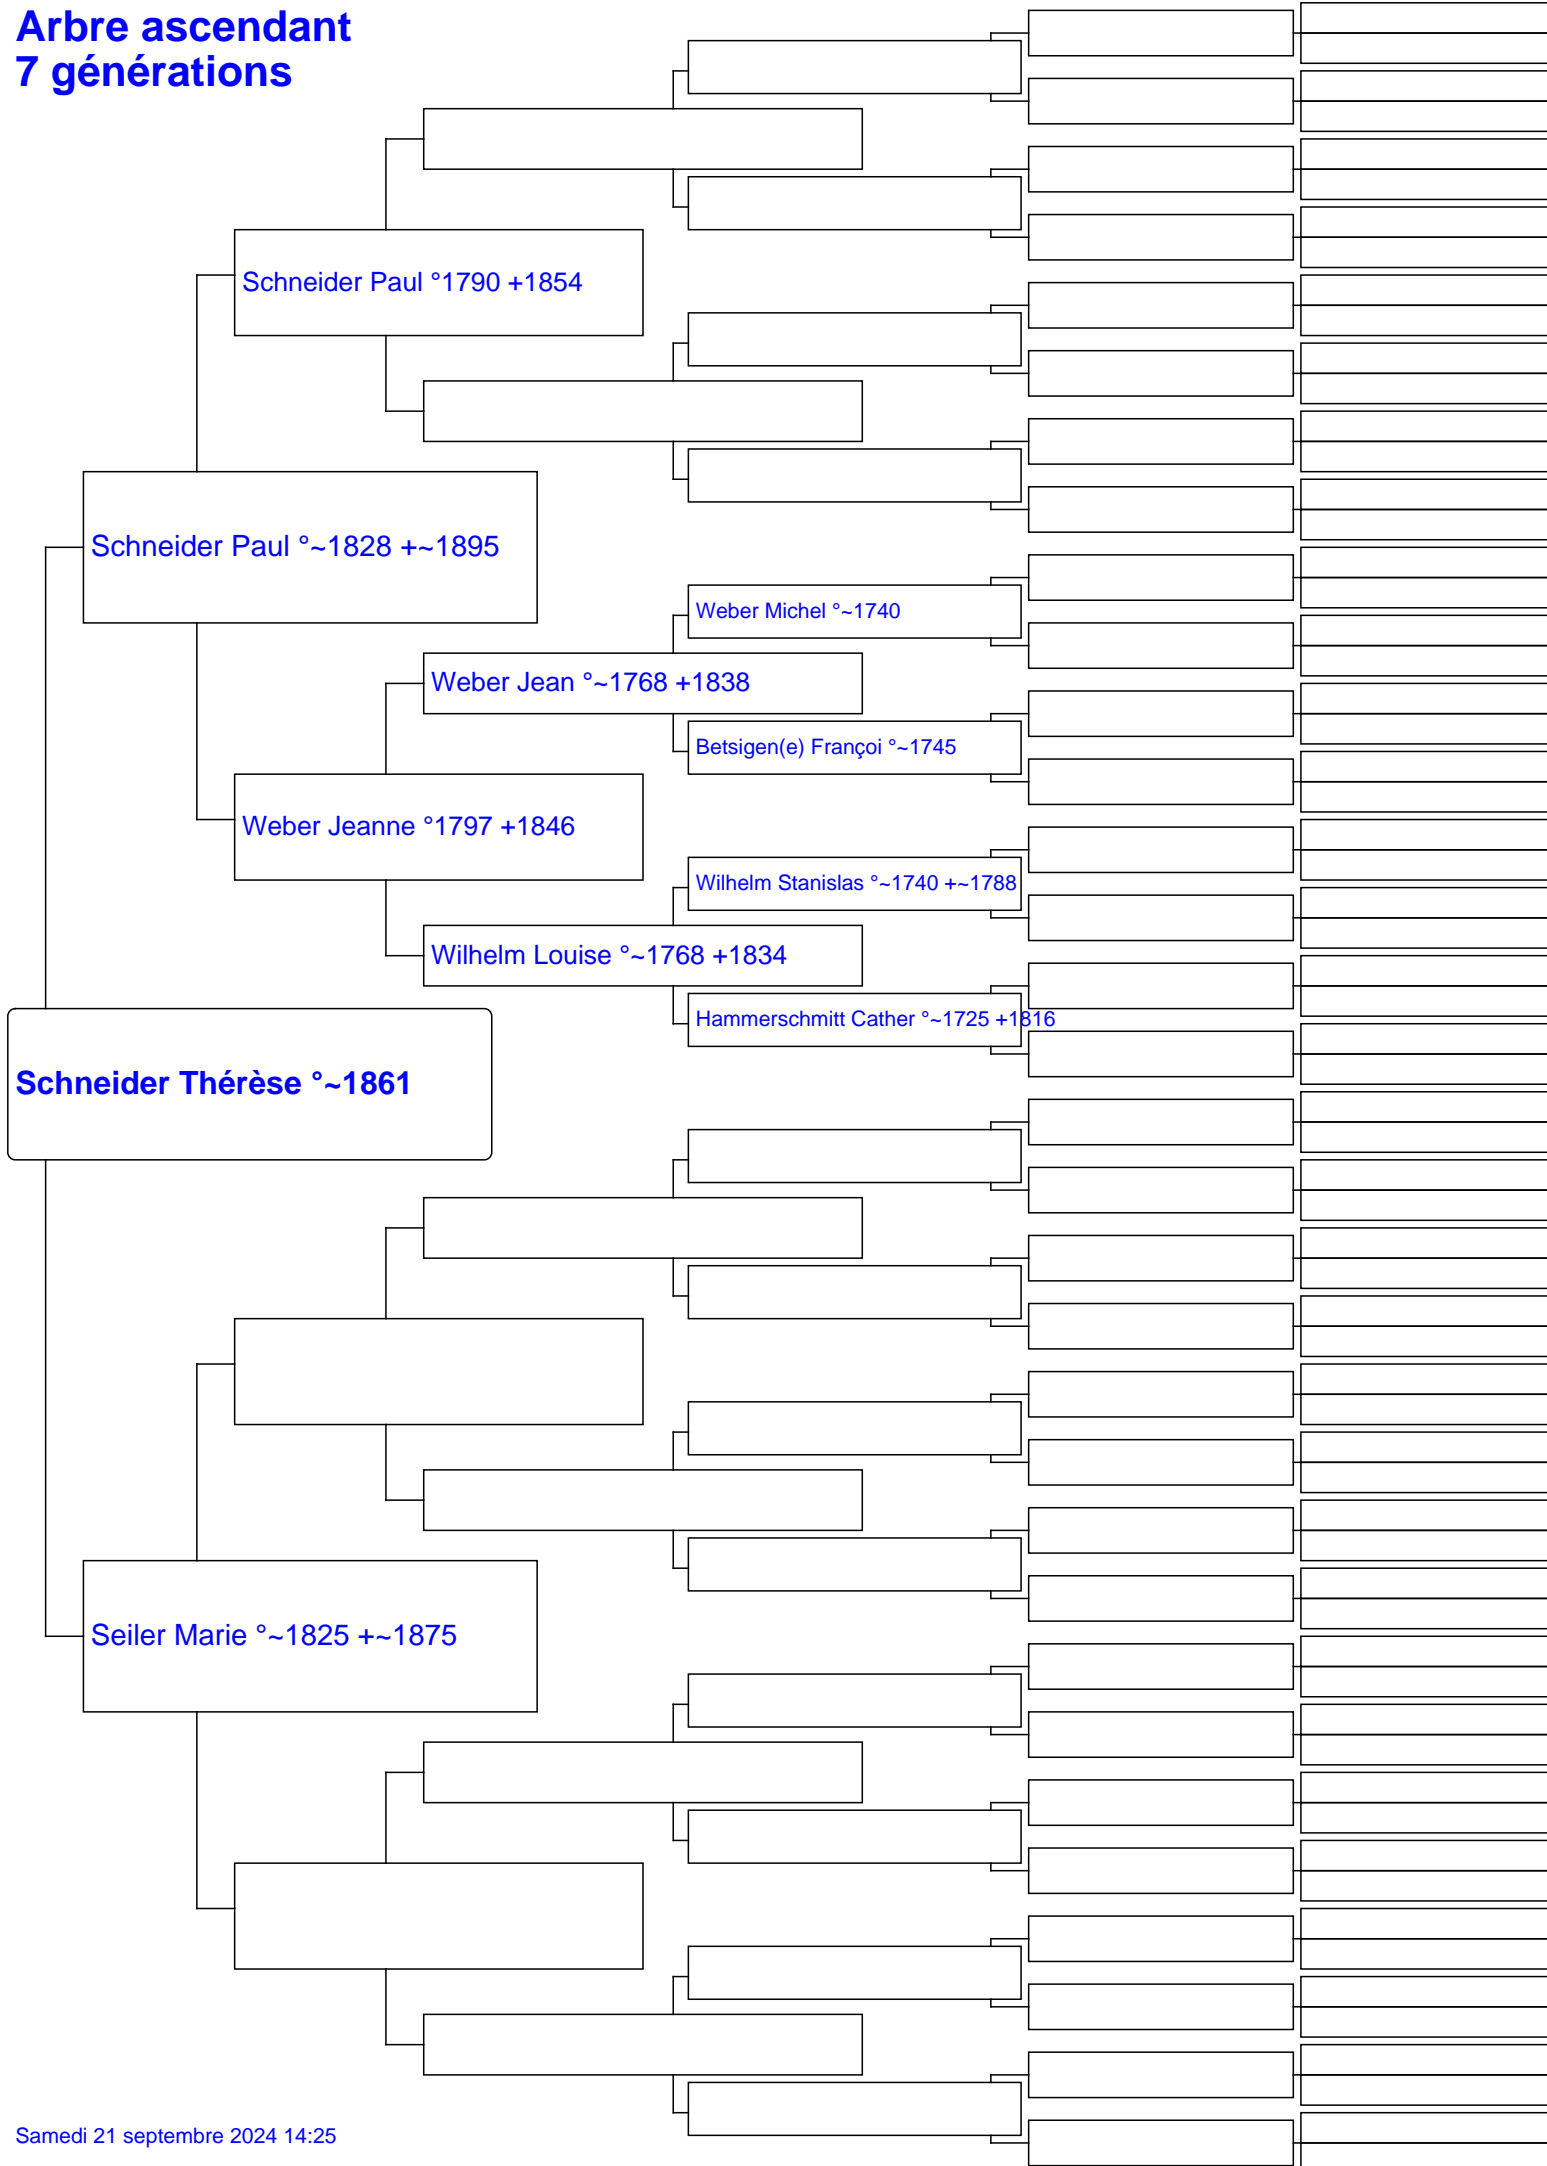 Arbre ascendant
7 générations
Schneider Paul °1790 +1854
Schneider Paul °~1828 +~1895
Weber Michel °~1740
Weber Jean °~1768 +1838
Betsigen(e) Françoi °~1745
Weber Jeanne °1797 +1846
Wilhelm Stanislas °~1740 +~1788
Wilhelm Louise °~1768 +1834
Hammerschmitt Cather °~1725 +1816
Schneider Thérèse °~1861
Seiler Marie °~1825 +~1875
Samedi 21 septembre 2024 14:25